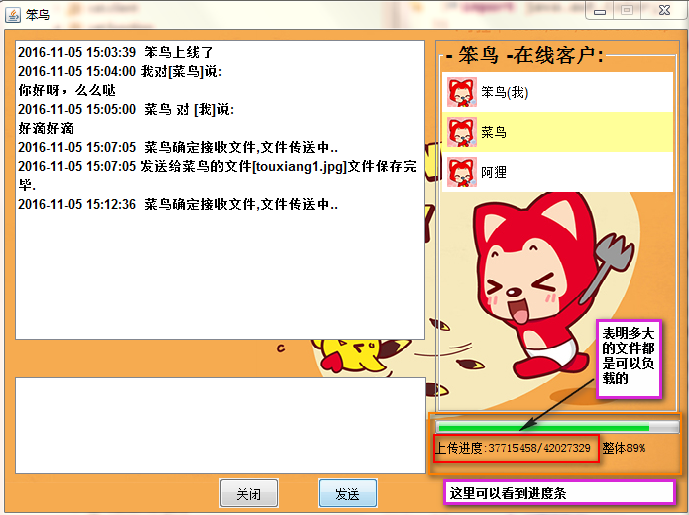 笨鸟
2016-11-05 15:03:39 笨鸟上线了
2016-11-05 15:04:00 我对[菜鸟]说:
你好呀，么么哒
2016-11-05 15:05:00 菜鸟 对 [我]说:
好滴好滴
2016-11-05 15:07:05 菜鸟确定接收文件,文件传送中..
2016-11-05 15:07:05 发送给菜鸟的文件[touxiang1.jpg]文件保存完
毕.
2016-11-05 15:12:36 菜鸟确定接收文件,文件传送中..
- 笨鸟 -在线客户:
笨鸟(我)
菜鸟
阿狸
表明多大
的文件都
是可以负
载的
上传进度:37715458/42027329 整体89%
这里可以看到进度条
关闭
发送